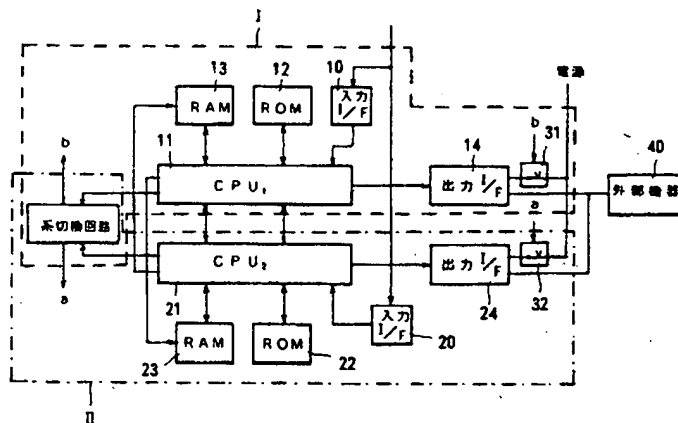 I
13
12
10
RAM
ROM
入力
I/F
電源
b
31
40
b
11
CPU₁
14
出力 I/F
外部機器
系切換回路
a
CPU₂
出力 I/F
32
a
21
24
入力
I/F
20
RAM
ROM
23
22
II